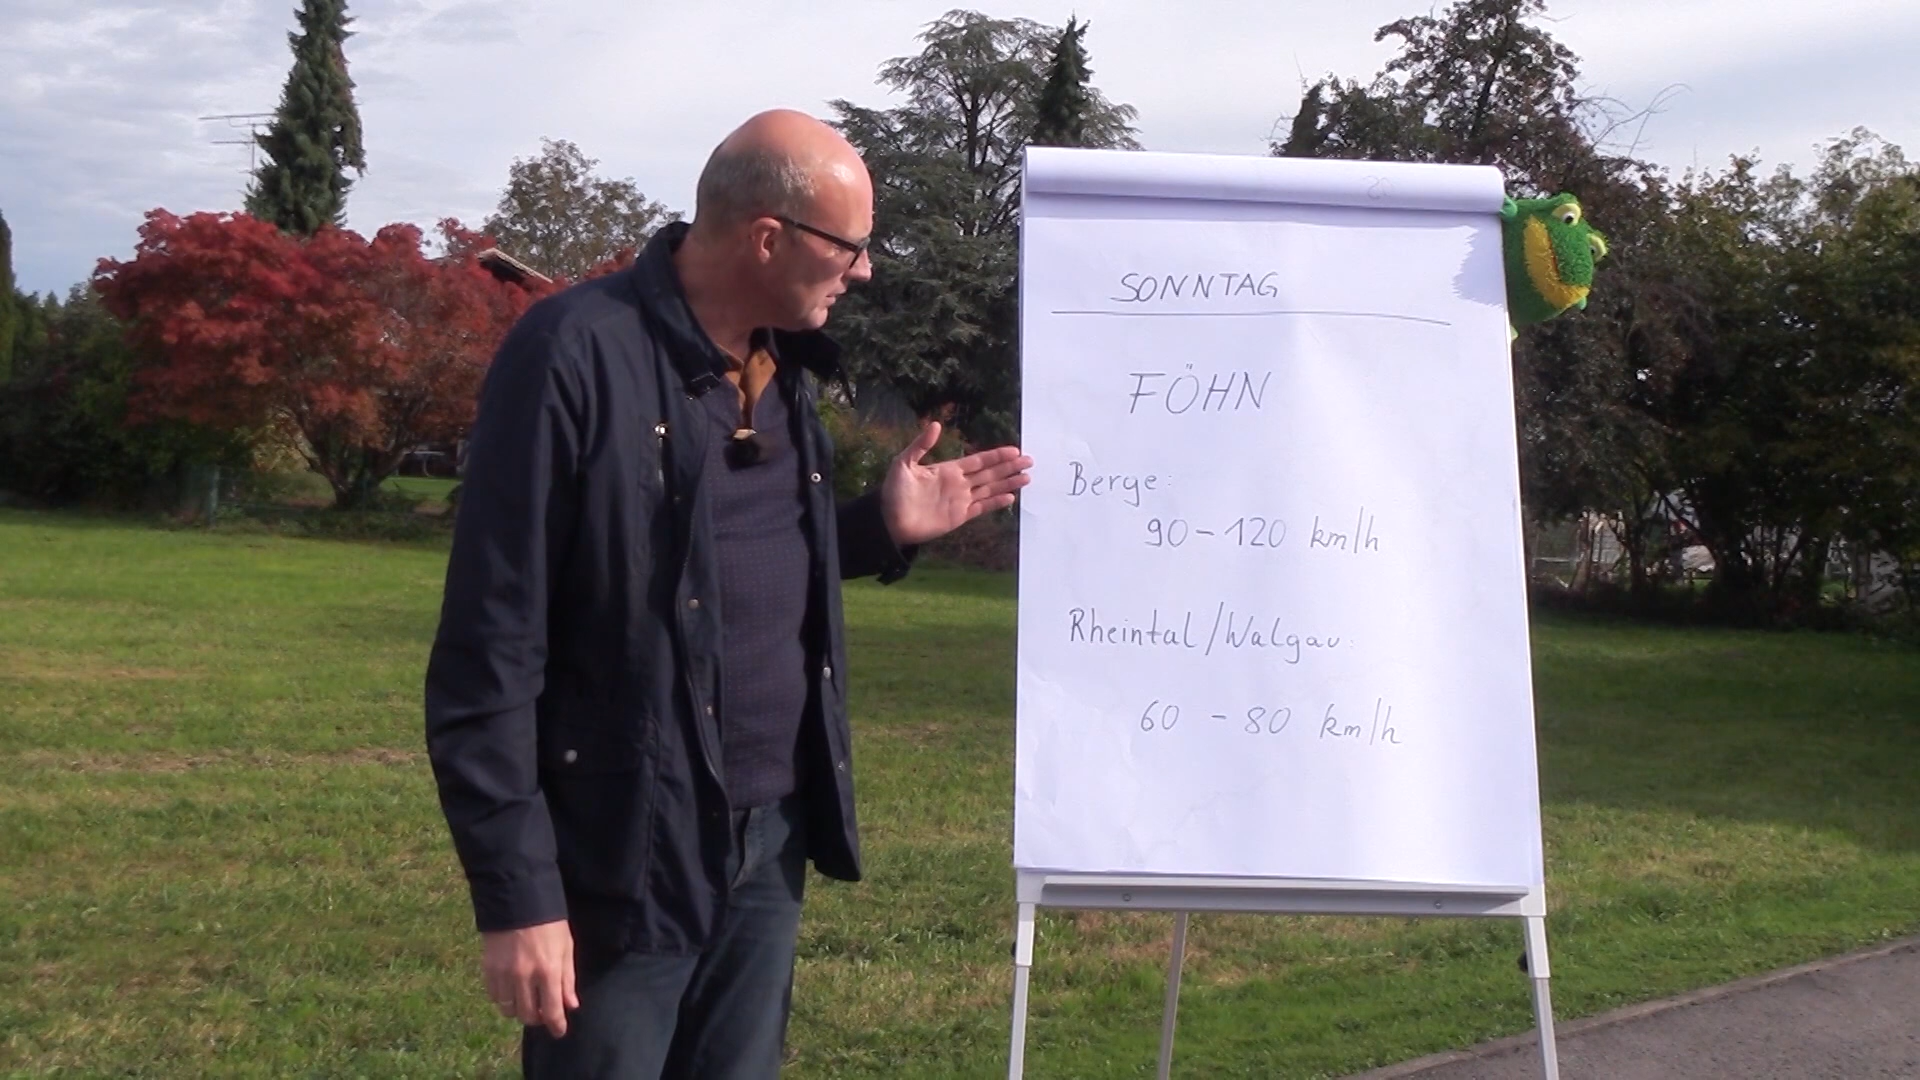 SONNTAG
FÖHN
Berge:
90-120 km/h
Rheintal/Walgau:
60 - 80 km/h